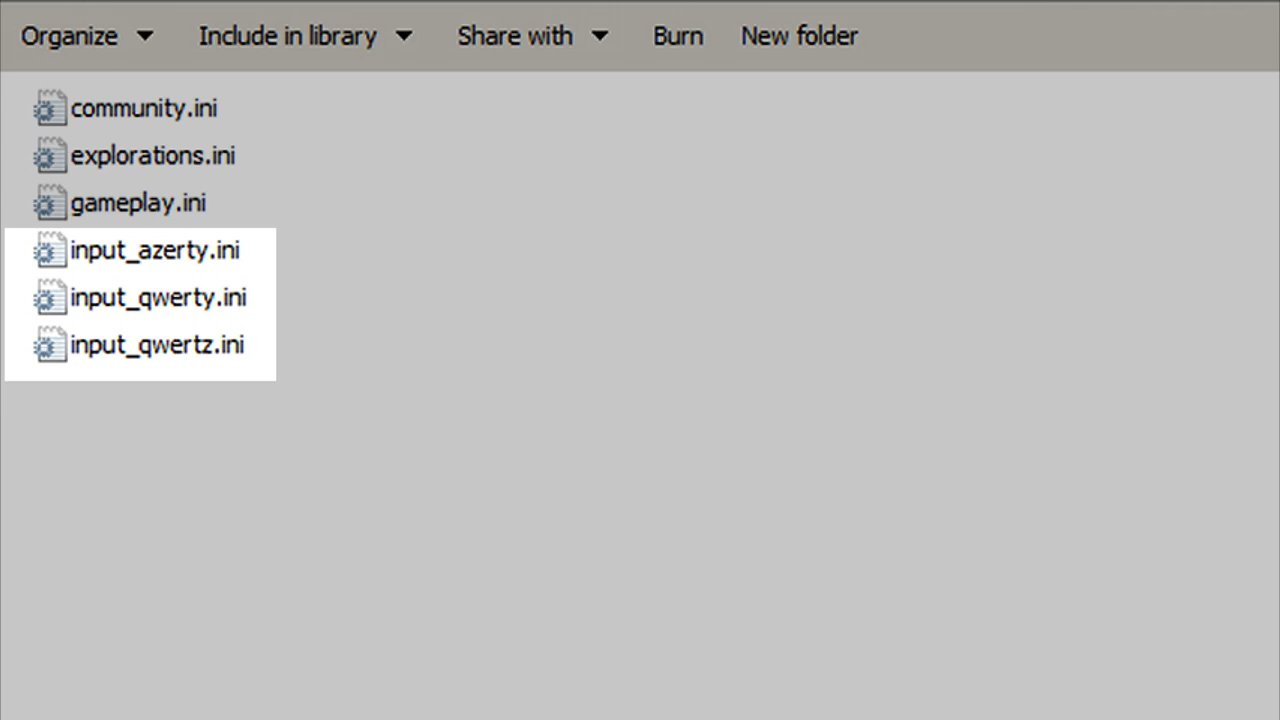 Organize Include in library Share with Burn New folder
community.ini
explorations.ini
gameplay.ini
input_azerty.ini
input_qwerty.ini
input_qwertz.ini